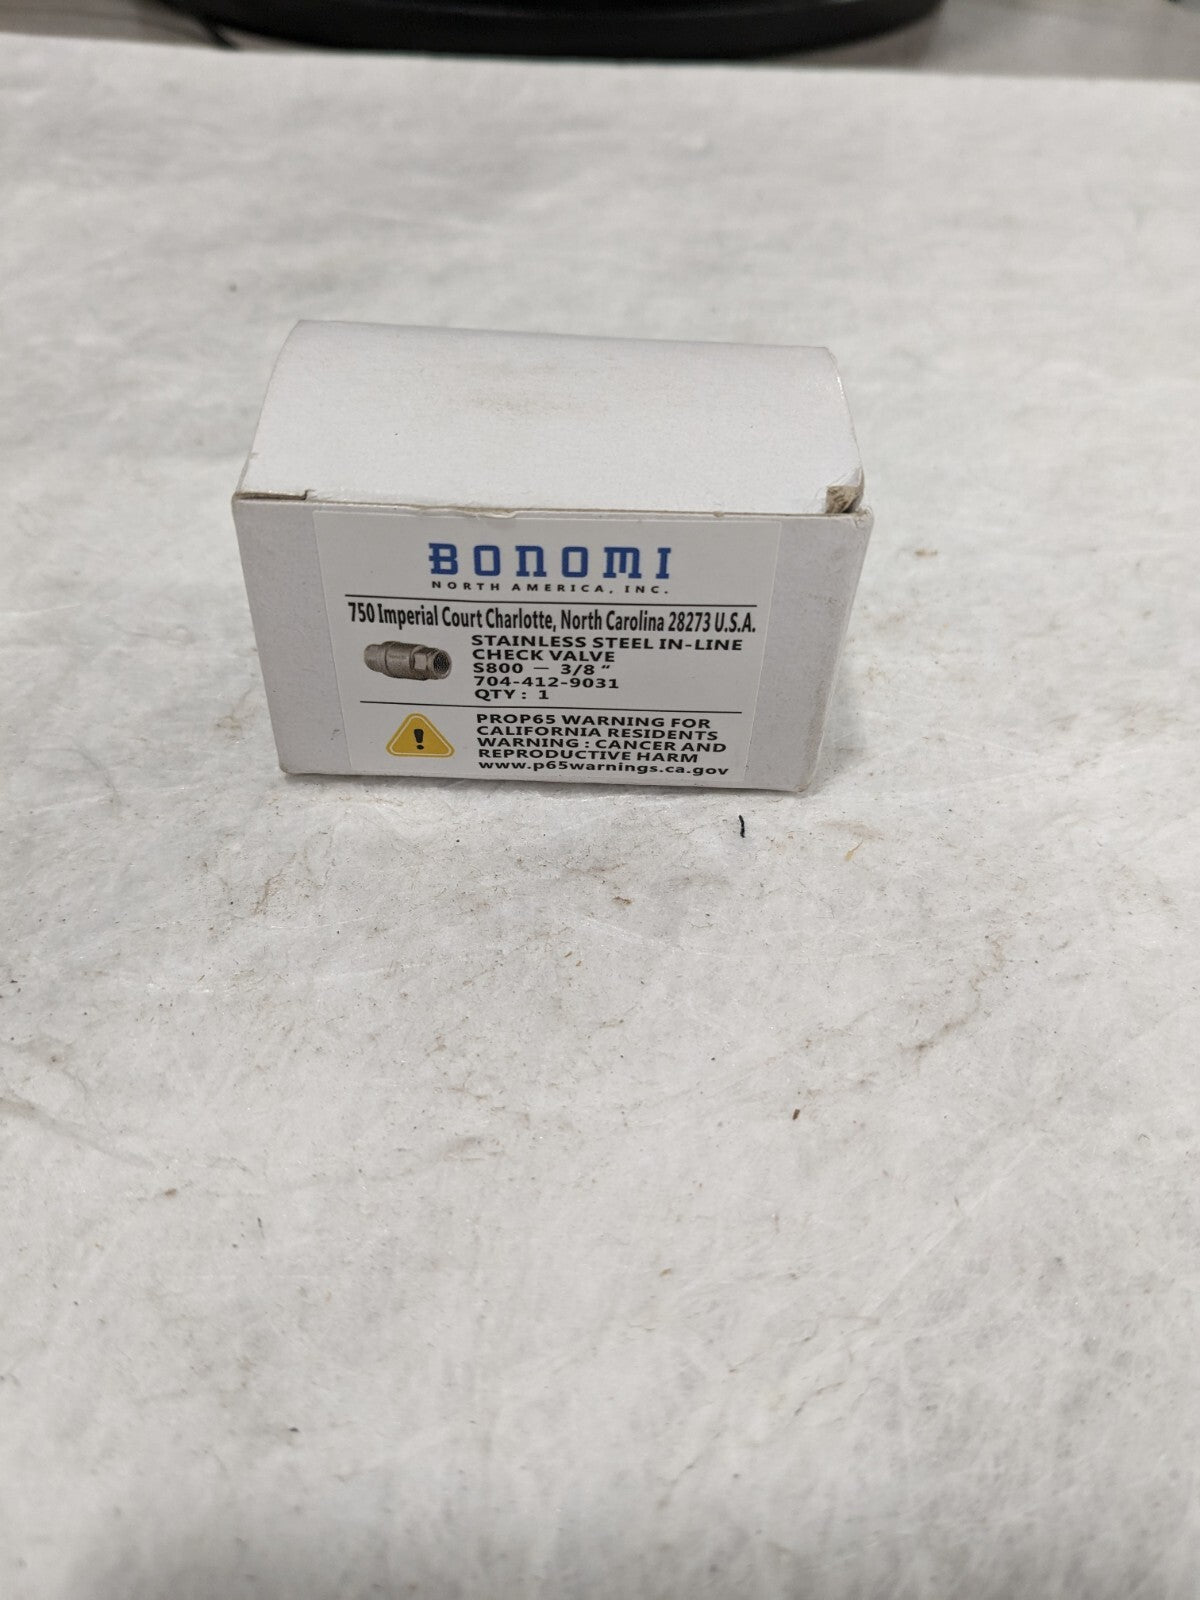 BONOMI
NORTH AMERICA, INC.
750 Imperial Court Charlotte, North Carolina 28273 U.S.A.
STAINLESS STEEL IN-LINE
CHECK VALVE
S800 — 3/8 "
704-412-9031
QTY : 1
PROP65 WARNING FOR
CALIFORNIA RESIDENTS
WARNING : CANCER AND
REPRODUCTIVE HARM
www.p65warnings.ca.gov